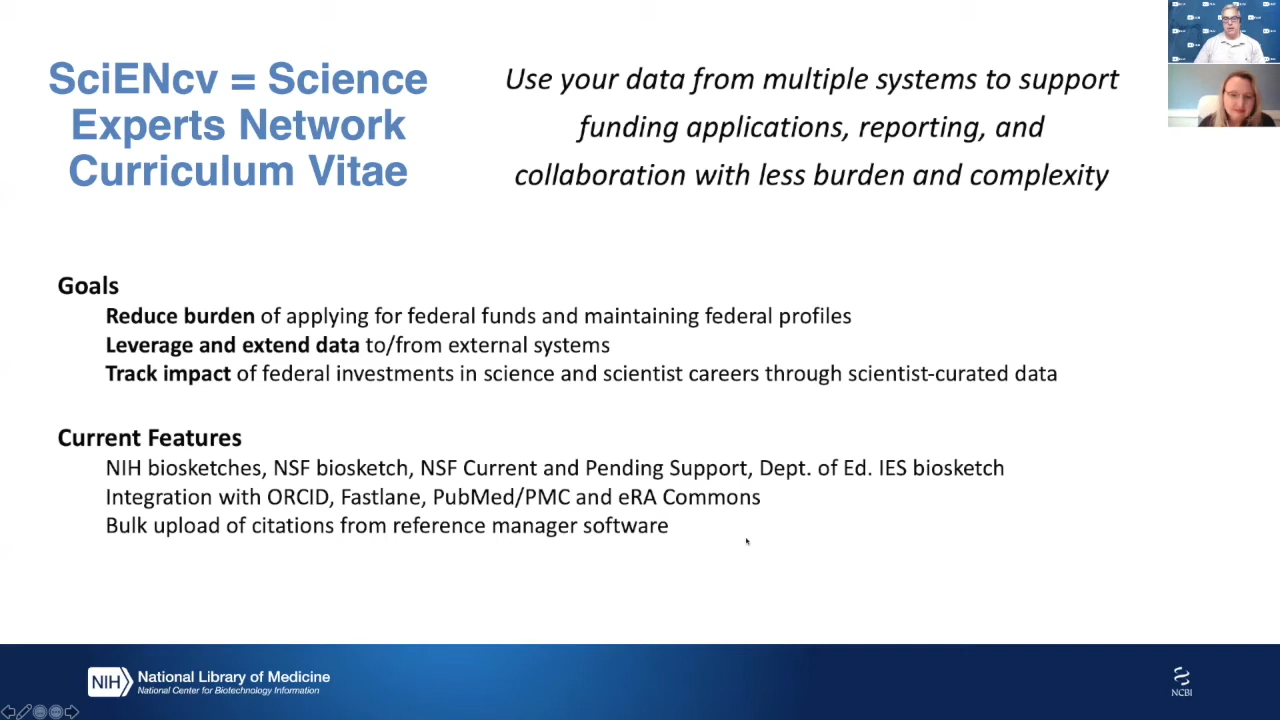 SciENcv = Science
Experts Network
Curriculum Vitae
Use your data from multiple systems to support
funding applications, reporting, and
collaboration with less burden and complexity
Goals
Reduce burden of applying for federal funds and maintaining federal profiles
Leverage and extend data to/from external systems
Track impact of federal investments in science and scientist careers through scientist-curated data
Current Features
NIH biosketches, NSF biosketch, NSF Current and Pending Support, Dept. of Ed. IES biosketch
Integration with ORCID, Fastlane, PubMed/PMC and eRA Commons
Bulk upload of citations from reference manager software
NIH
National Library of Medicine
National Center for Biotechnology Information
NCBI